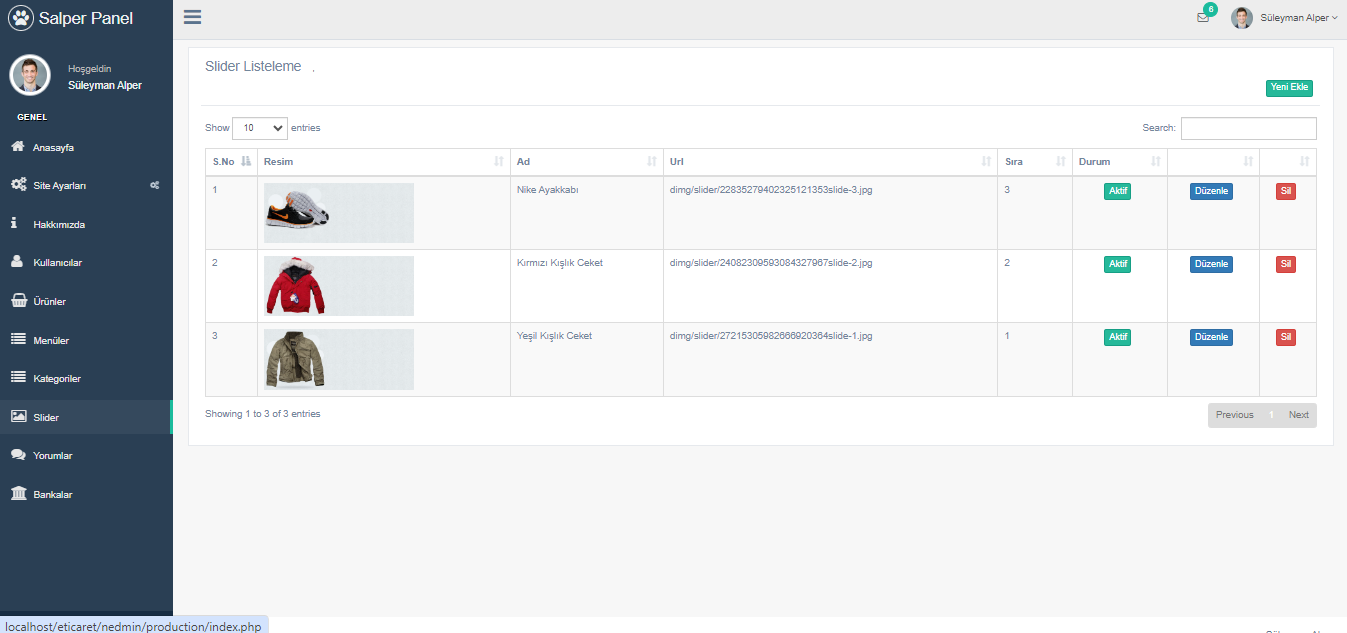 Salper Panel
6
Süleyman Alper
Hoşgeldin
Süleyman Alper
GENEL
Anasayfa
Site Ayarları
Hakkımızda
Kullanıcılar
Ürünler
Menüler
Kategoriler
Slider
Yorumlar
Bankalar
Slider Listeleme .
Yeni Ekle
Show 10 entries
Search:
S.No Resim Ad Url Sıra Durum
1 Nike Ayakkabı dimg/slider/22835279402325121353slide-3.jpg 3 Aktif Düzenle Sil
2 Kırmızı Kışlık Ceket dimg/slider/24082309593084327967slide-2.jpg 2 Aktif Düzenle Sil
3 Yeşil Kışlık Ceket dimg/slider/27215305982666920364slide-1.jpg 1 Aktif Düzenle Sil
Showing 1 to 3 of 3 entries
Previous 1 Next
localhost/eticaret/nedmin/production/index.php